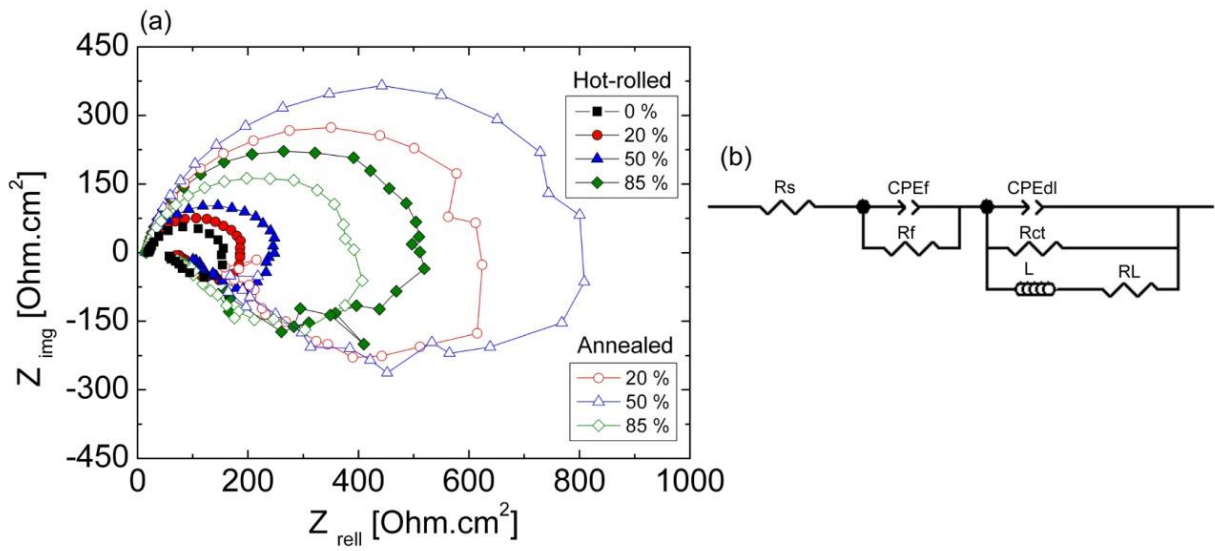 (a)
450
300
150
0
-150
-300
-450
Z img [Ohm.cm²]
0
200
400
600
800
1000
Z rell [Ohm.cm²]
Hot-rolled
0 %
20 %
50 %
85 %
Annealed
20 %
50 %
85 %
(b)
Rs
CPEf
Rf
CPEdl
Rct
L
RL